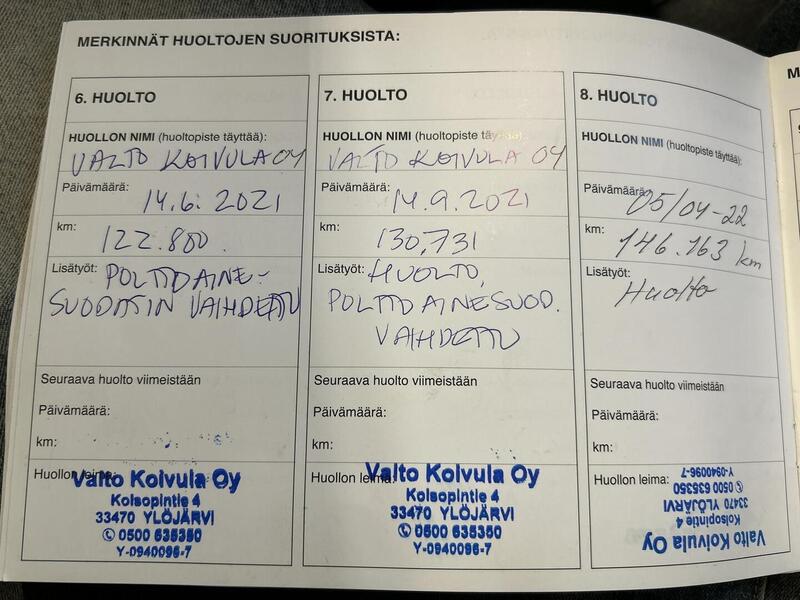 MERKINNÄT HUOLTOJEN SUORITUKSISTA:
6. HUOLTO
HUOLLON NIMI (huoltopiste täyttää):
VALTO KOIVULA OY
Päivämäärä:
14.6. 2021
km:
122.800.
Lisätyöt: POLTTOAINE-
SUODATIN VAIHDETTU
Seuraava huolto viimeistään
Päivämäärä:
km:
Huollon leima:
Valto Koivula Oy
Koisopintie 4
33470 YLÖJÄRVI
✆ 0500 635350
Y-0940096-7
7. HUOLTO
HUOLLON NIMI (huoltopiste täyttää):
VALTO KOIVULA OY
Päivämäärä:
14.9.2021
km:
130,731
Lisätyöt: HUOLTO,
POLTTOAINESUOD.
VAIHDETTU
Seuraava huolto viimeistään
Päivämäärä:
km:
Huollon leima:
Valto Koivula Oy
Koisopintie 4
33470 YLÖJÄRVI
✆ 0500 635350
Y-0940096-7
8. HUOLTO
HUOLLON NIMI (huoltopiste täyttää):
Päivämäärä:
05/04-22
km:
146.163 km
Lisätyöt:
Huolto
Seuraava huolto viimeistään
Päivämäärä:
km:
Huollon leima:
Valto Koivula Oy
Koisopintie 4
33470 YLÖJÄRVI
✆ 0500 635350
Y-0940096-7